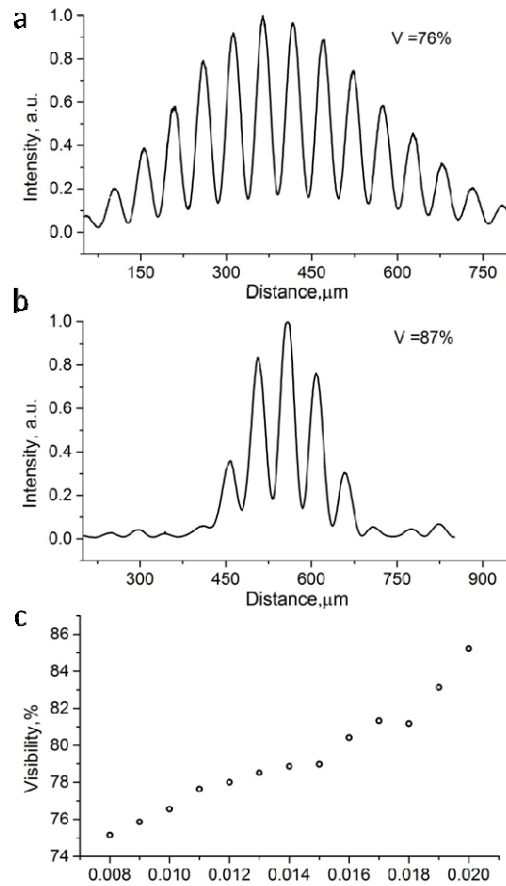 a
V =76%
Intensity, a.u.
1.0
0.8
0.6
0.4
0.2
0.0
150 300 450 600 750
Distance,μm
b
V =87%
Intensity, a.u.
1.0
0.8
0.6
0.4
0.2
0.0
300 450 600 750 900
Distance,μm
c
Visibility, %
86
84
82
80
78
76
74
0.008 0.010 0.012 0.014 0.016 0.018 0.020